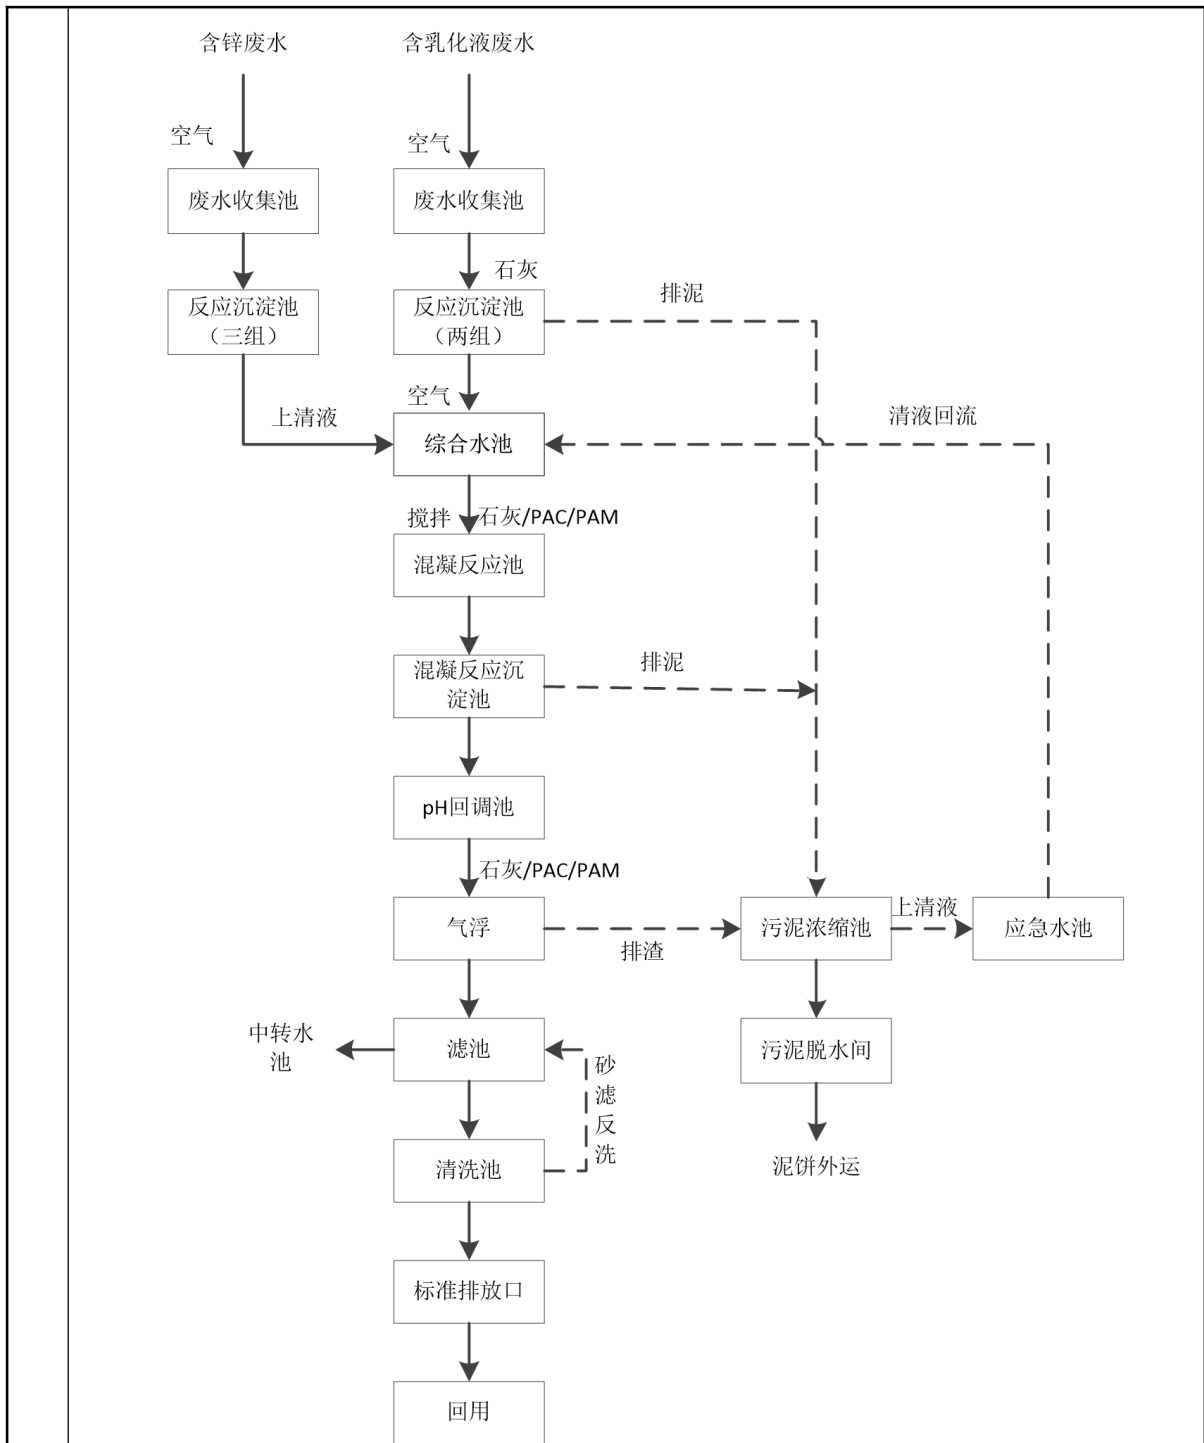 含锌废水
含乳化液废水
空气
空气
废水收集池
废水收集池
石灰
排泥
反应沉淀池
（三组）
反应沉淀池
（两组）
空气
上清液
清液回流
综合水池
搅拌
石灰/PAC/PAM
混凝反应池
混凝反应沉
淀池
排泥
pH回调池
石灰/PAC/PAM
气浮
排渣
污泥浓缩池
上清液
应急水池
中转水
池
滤池
砂
滤
反
洗
污泥脱水间
清洗池
泥饼外运
标准排放口
回用